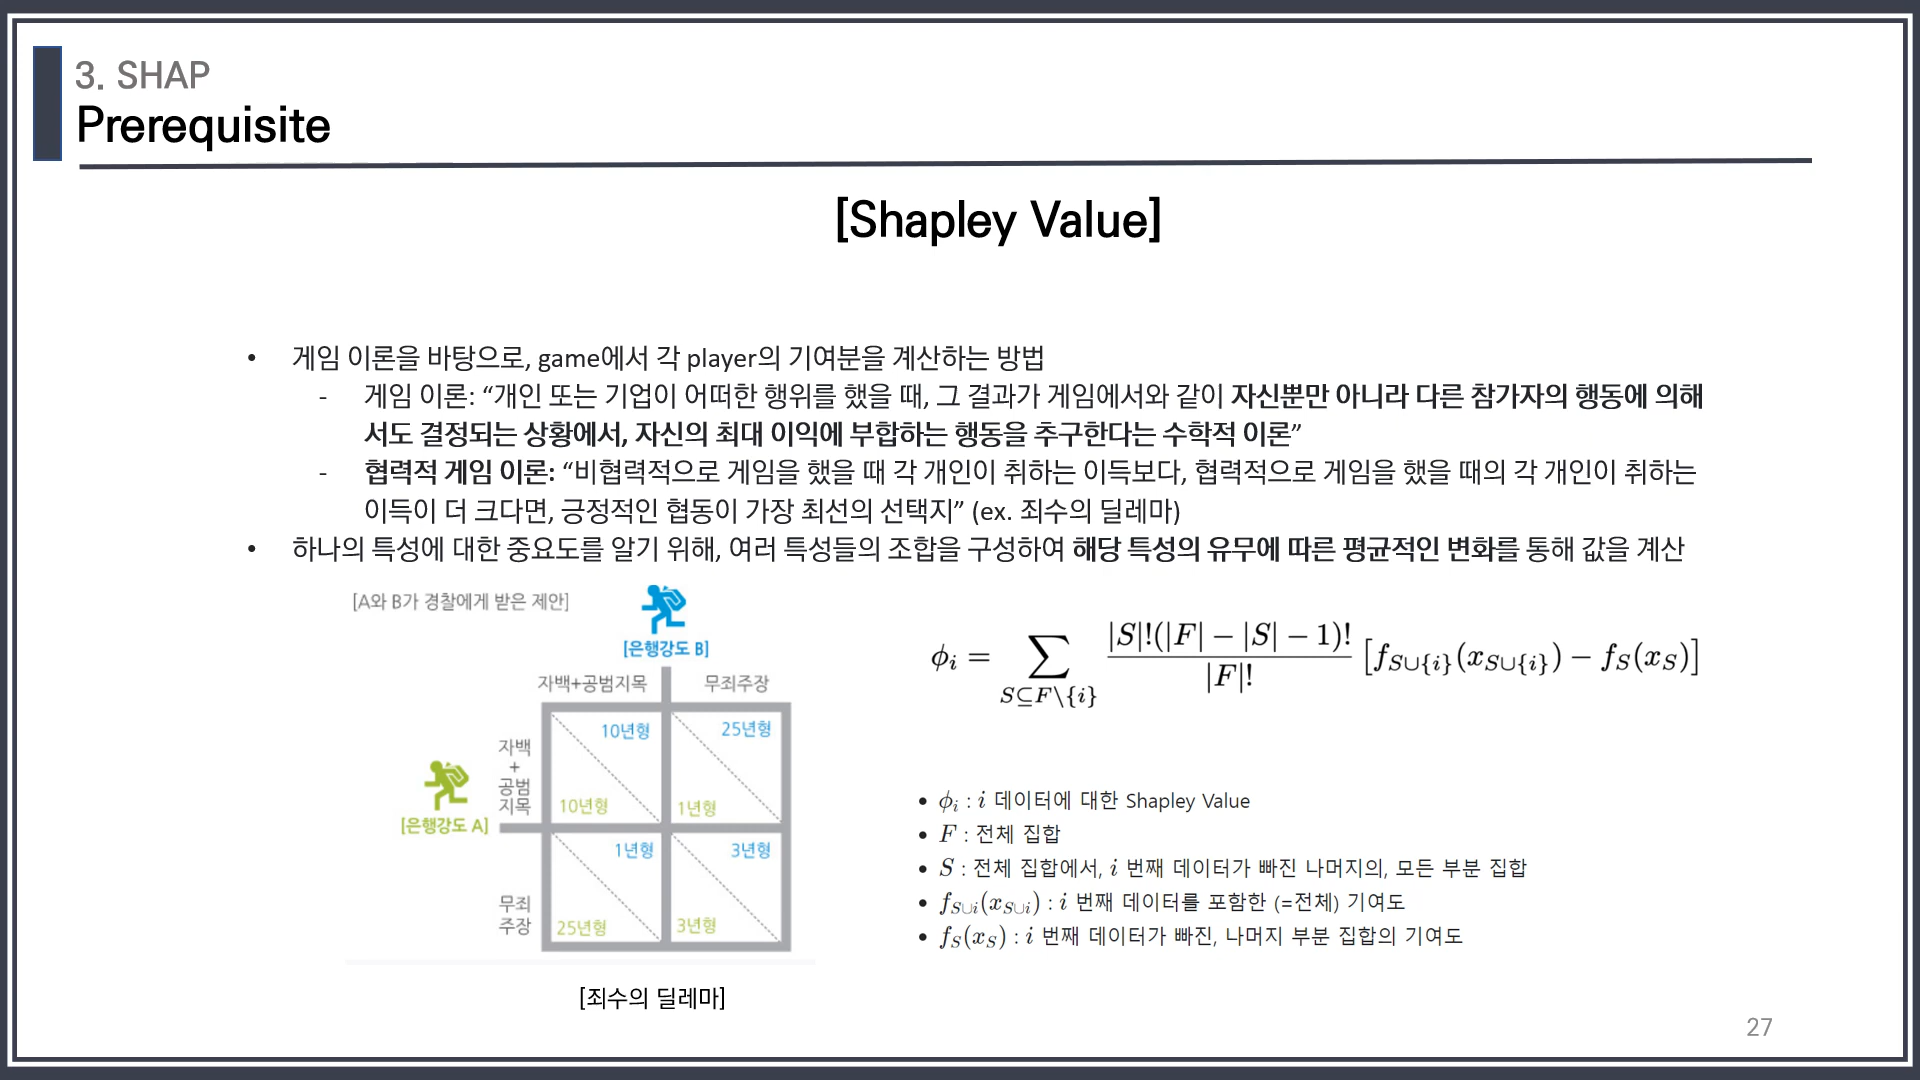 3. SHAP
Prerequisite
[Shapley Value]
• 게임 이론을 바탕으로, game에서 각 player의 기여분을 계산하는 방법
- 게임 이론: “개인 또는 기업이 어떠한 행위를 했을 때, 그 결과가 게임에서와 같이 자신뿐만 아니라 다른 참가자의 행동에 의해
서도 결정되는 상황에서, 자신의 최대 이익에 부합하는 행동을 추구한다는 수학적 이론”
- 협력적 게임 이론: “비협력적으로 게임을 했을 때 각 개인이 취하는 이득보다, 협력적으로 게임을 했을 때의 각 개인이 취하는
이득이 더 크다면, 긍정적인 협동이 가장 최선의 선택지” (ex. 죄수의 딜레마)
• 하나의 특성에 대한 중요도를 알기 위해, 여러 특성들의 조합을 구성하여 해당 특성의 유무에 따른 평균적인 변화를 통해 값을 계산
[A와 B가 경찰에게 받은 제안]
[은행강도 B]
자백+공범지목 무죄주장
10년형 25년형
자백
+
공범
지목
10년형 1년형
[은행강도 A]
1년형 3년형
무죄
주장
25년형 3년형
[죄수의 딜레마]
ϕᵢ = ∑_{S⊆F\{i}} |S|!(|F| − |S| − 1)! / |F|! [f_{S∪{i}}(x_{S∪{i}}) − f_S(x_S)]
• ϕᵢ : i 데이터에 대한 Shapley Value
• F : 전체 집합
• S : 전체 집합에서, i 번째 데이터가 빠진 나머지의, 모든 부분 집합
• f_{S∪i}(x_{S∪i}) : i 번째 데이터를 포함한 (=전체) 기여도
• f_S(x_S) : i 번째 데이터가 빠진, 나머지 부분 집합의 기여도
27